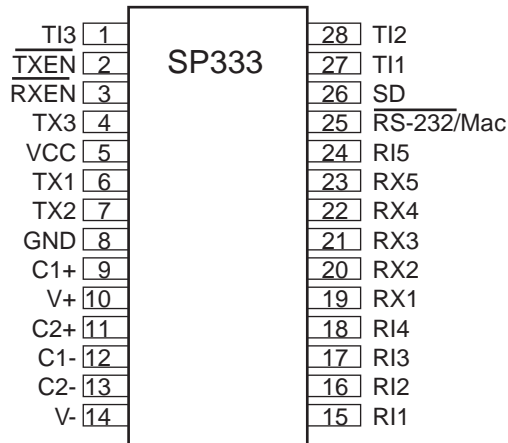 SP333
TI3 1 28 TI2
TXEN 2 27 TI1
RXEN 3 26 SD
TX3 4 25 RS-232/Mac
VCC 5 24 RI5
TX1 6 23 RX5
TX2 7 22 RX4
GND 8 21 RX3
C1+ 9 20 RX2
V+ 10 19 RX1
C2+ 11 18 RI4
C1- 12 17 RI3
C2- 13 16 RI2
V- 14 15 RI1